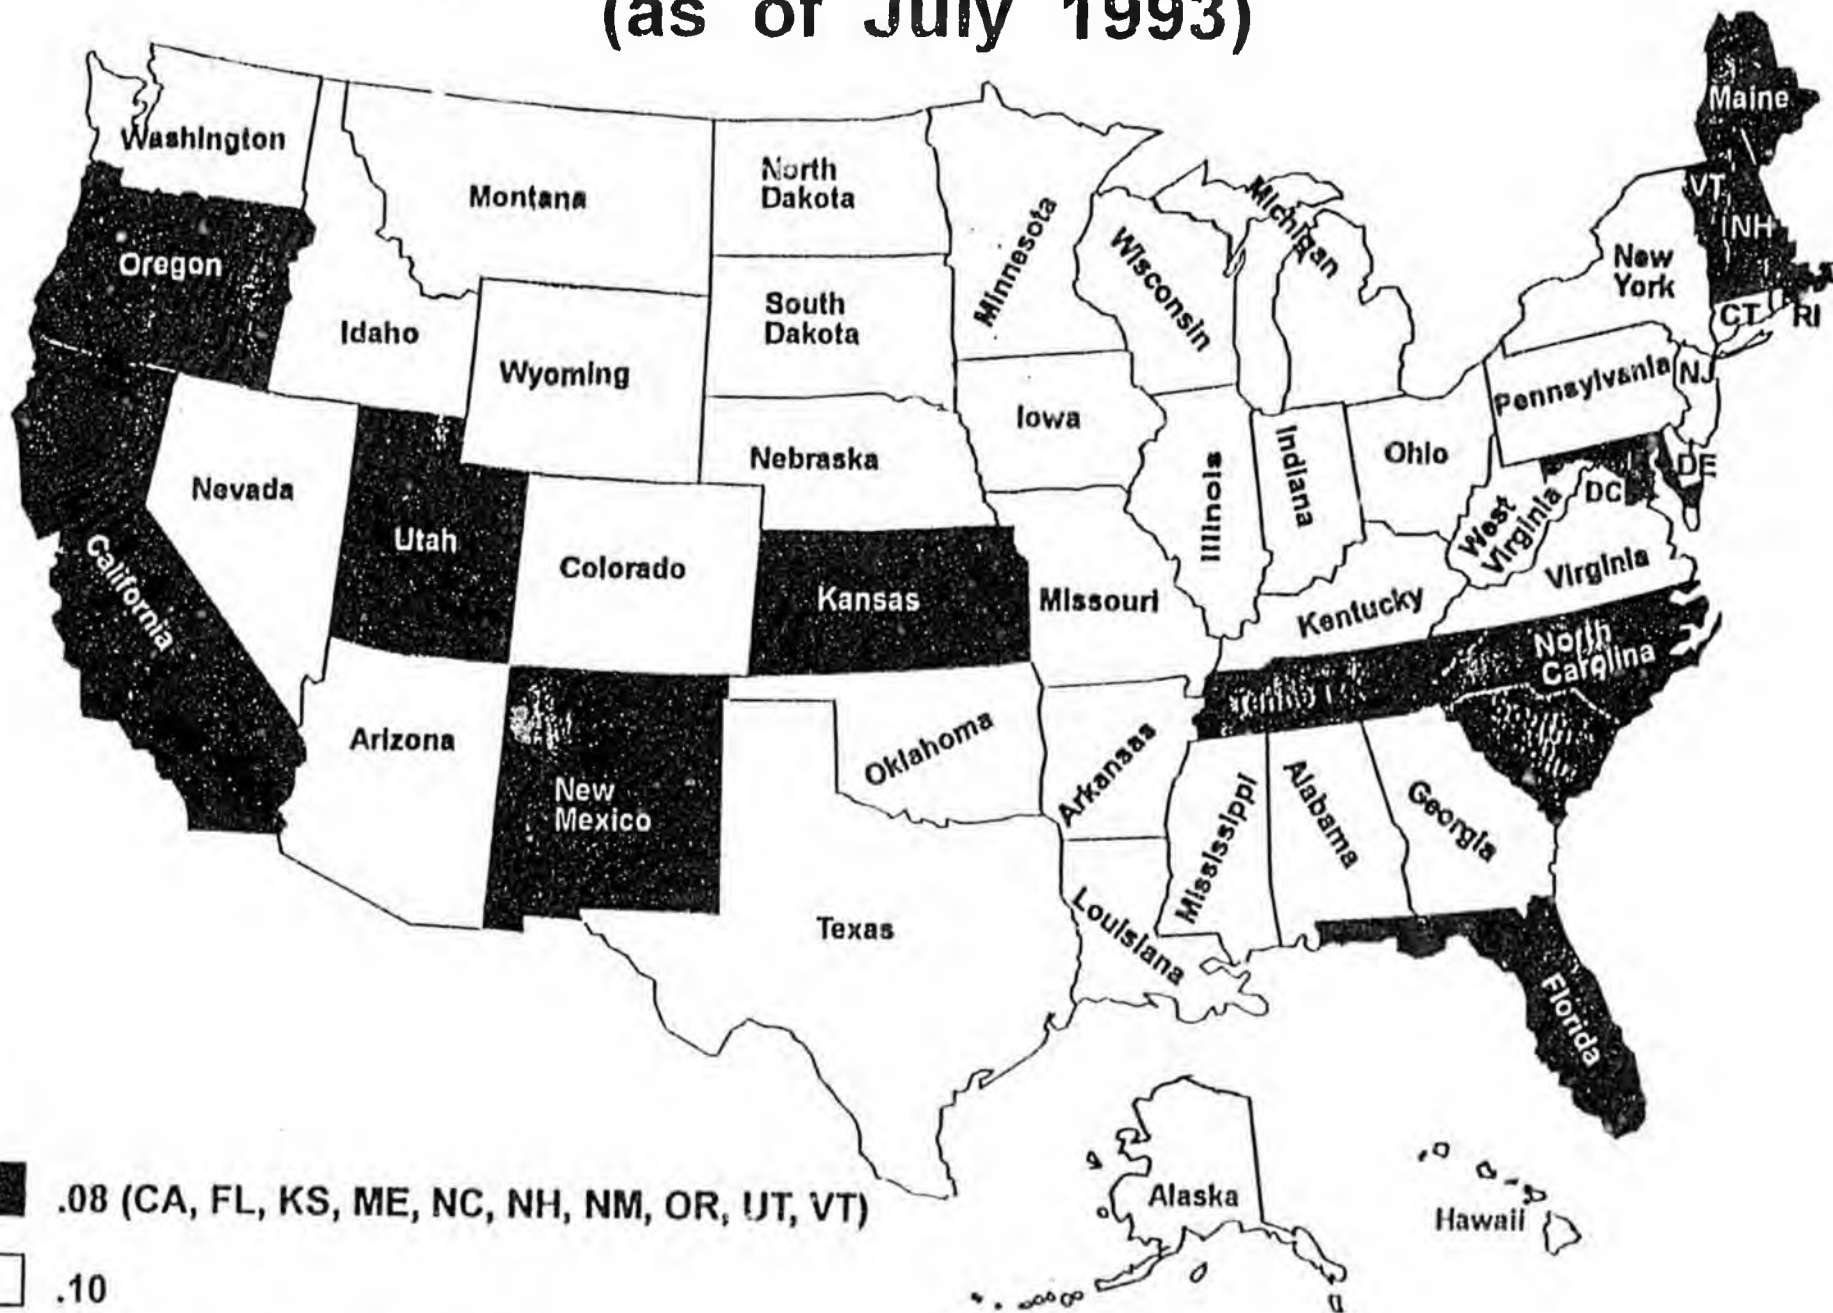 (as of July 1993)
Maine
Washington
Montana
North
Dakota
Minnesota
Michigan
VT
NH
Oregon
Wisconsin
New
York
Idaho
South
Dakota
CT
RI
Wyoming
Pennsylvania
NJ
Iowa
Nebraska
Illinois
Indiana
Ohio
DE
Nevada
DC
West
Virginia
Utah
Colorado
Kansas
Missouri
Kentucky
Virginia
California
North
Carolina
South
Arizona
New
Mexico
Oklahoma
Arkansas
Mississippi
Alabama
Georgia
Texas
Louisiana
Florida
Alaska
Hawaii
.08 (CA, FL, KS, ME, NC, NH, NM, OR, UT, VT)
.10